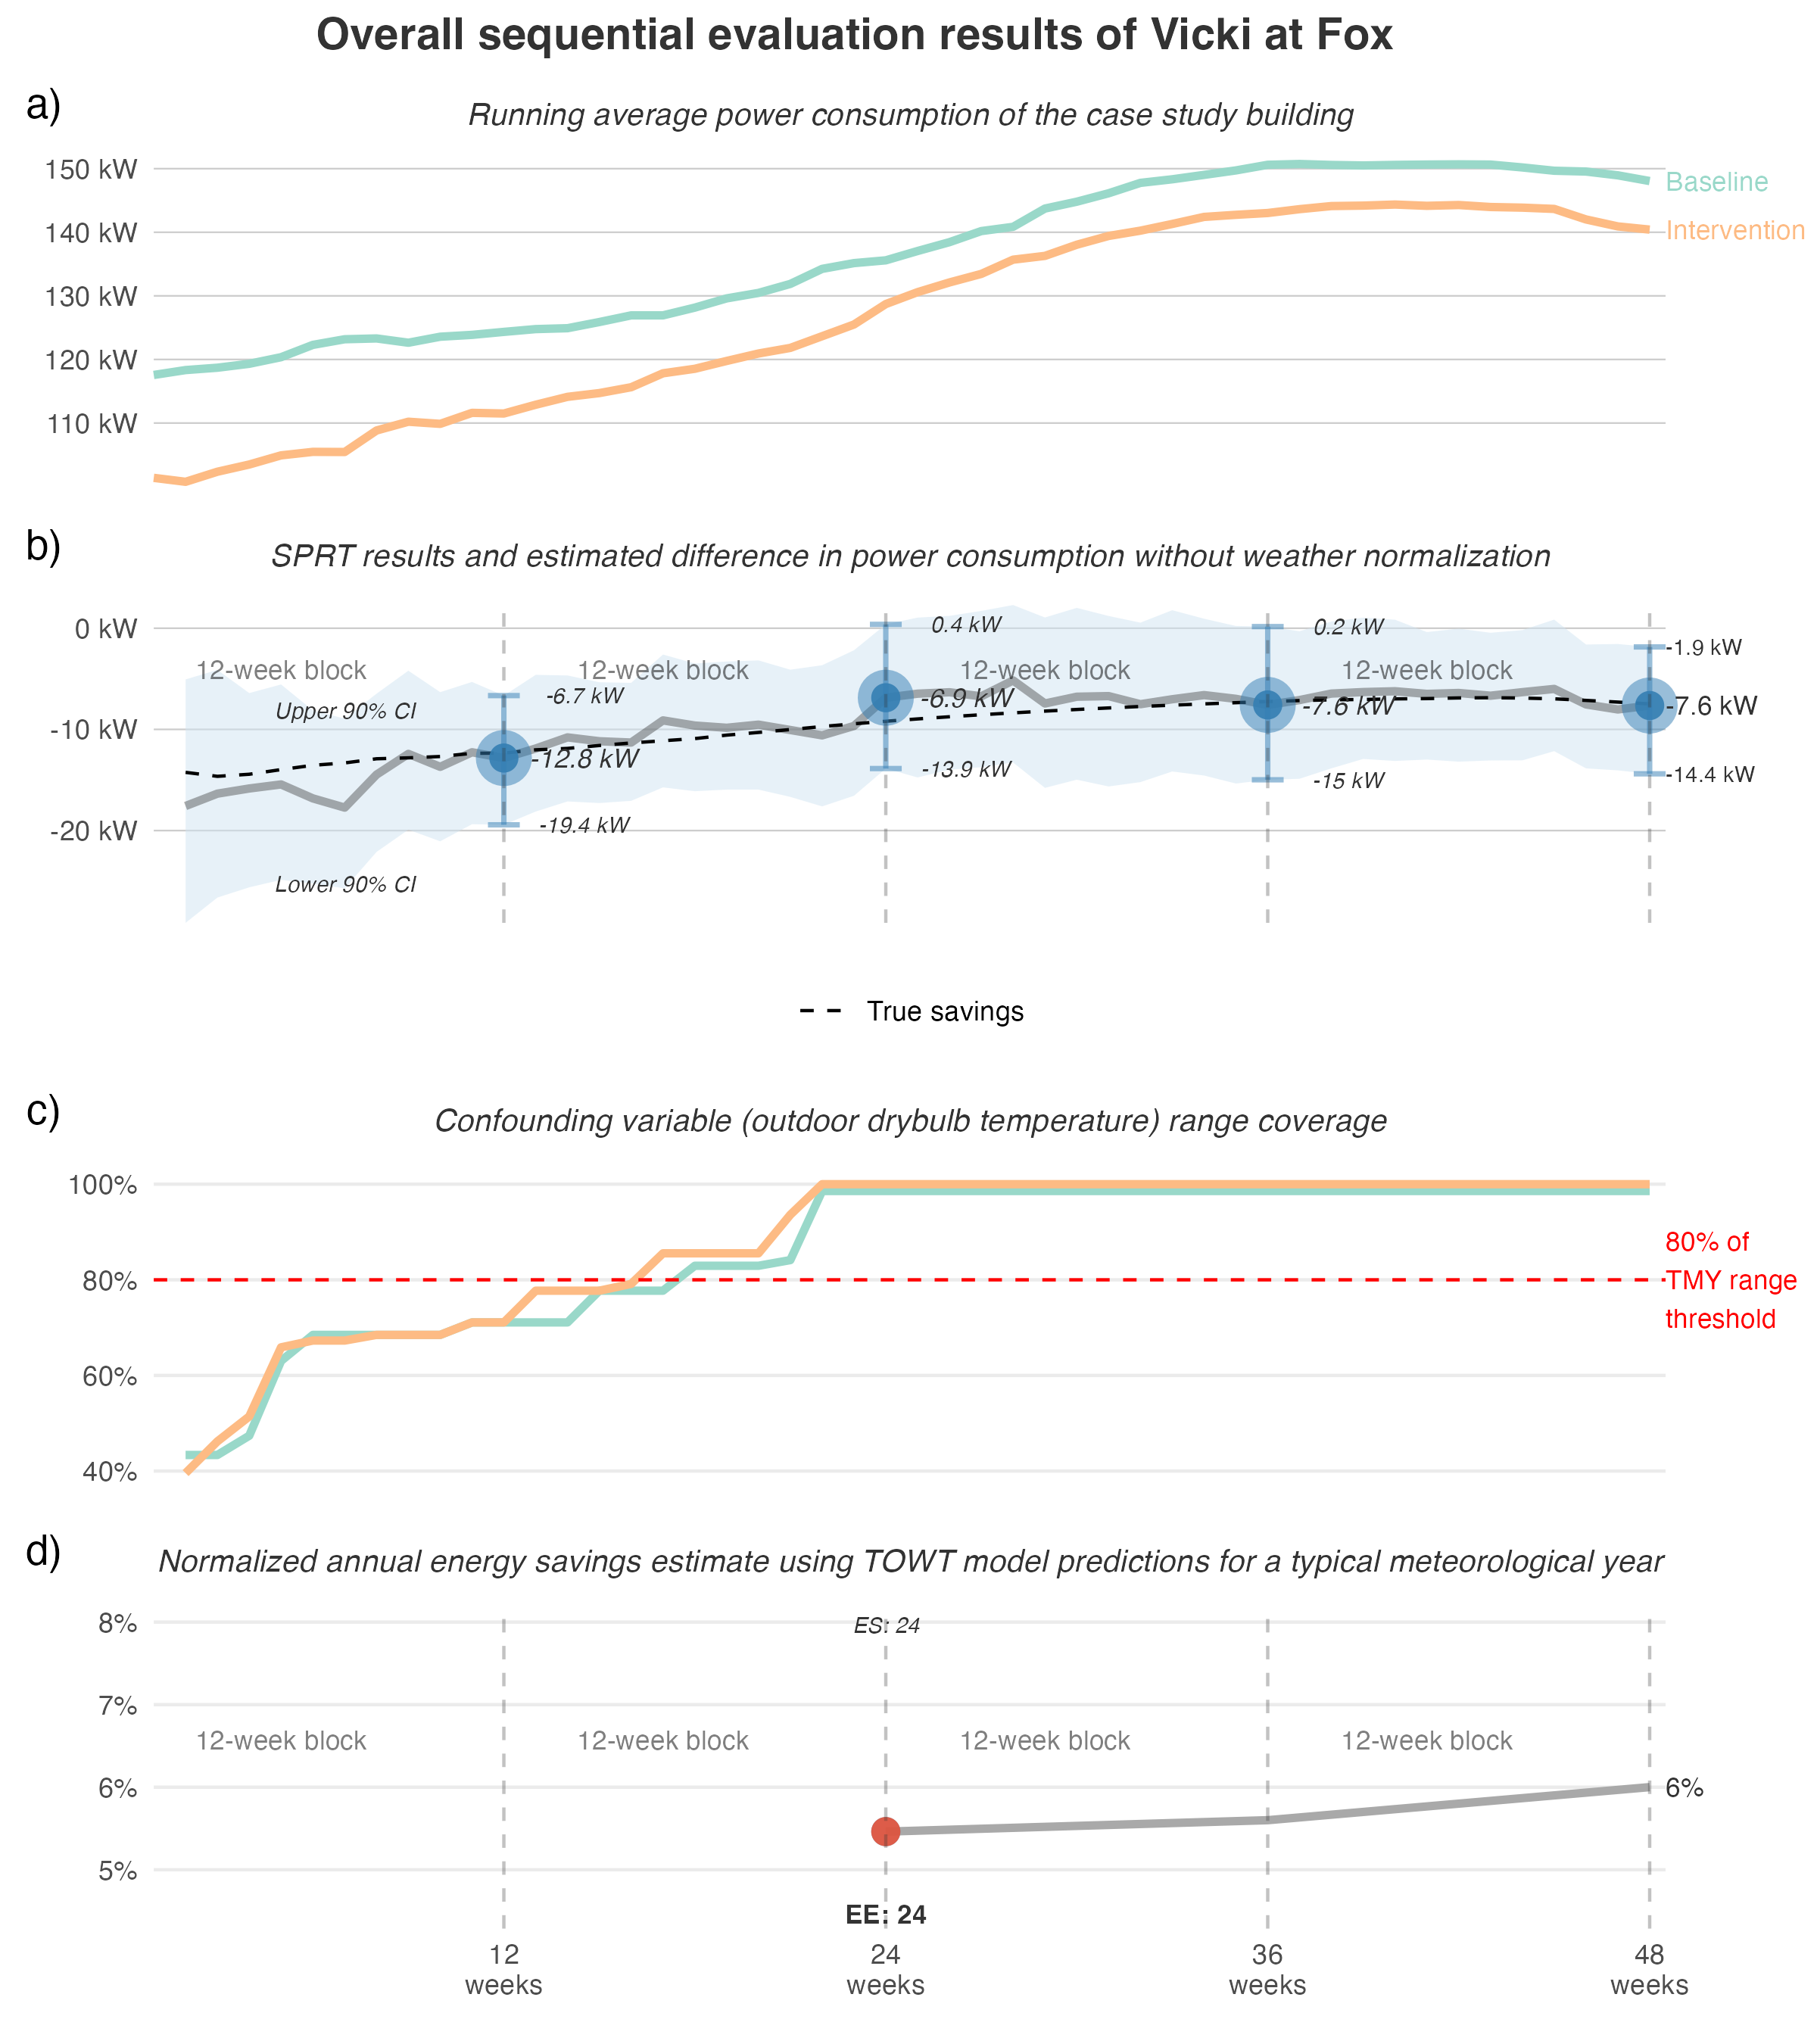 Overall sequential evaluation results of Vicki at Fox
a)
Running average power consumption of the case study building
150 kW
140 kW
130 kW
120 kW
110 kW
Baseline
Intervention
b)
SPRT results and estimated difference in power consumption without weather normalization
0 kW
-10 kW
-20 kW
12-week block
12-week block
12-week block
12-week block
Upper 90% CI
Lower 90% CI
-6.7 kW
-12.8 kW
-19.4 kW
0.4 kW
-6.9 kW
-13.9 kW
0.2 kW
-7.6 kW
-15 kW
-1.9 kW
-7.6 kW
-14.4 kW
True savings
c)
Confounding variable (outdoor drybulb temperature) range coverage
100%
80%
60%
40%
80% of
TMY range
threshold
d)
Normalized annual energy savings estimate using TOWT model predictions for a typical meteorological year
8%
7%
6%
5%
ES: 24
12-week block
12-week block
12-week block
12-week block
6%
EE: 24
12
weeks
24
weeks
36
weeks
48
weeks